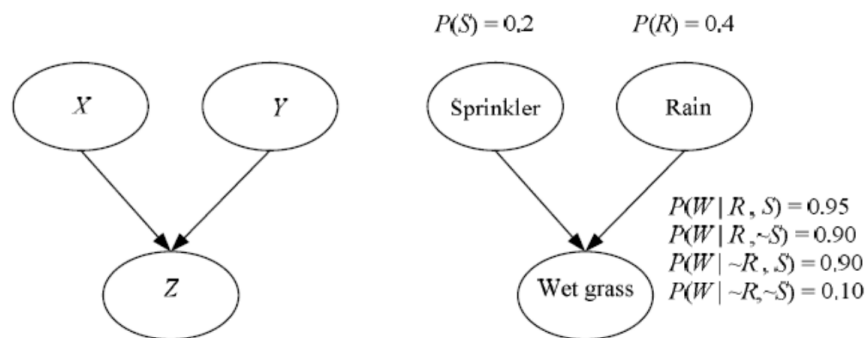 P(S) = 0.2
P(R) = 0.4
X
Y
Sprinkler
Rain
P(W | R , S) = 0.95
P(W | R ,~S) = 0.90
P(W | ~R , S) = 0.90
P(W | ~R,~S) = 0.10
Z
Wet grass